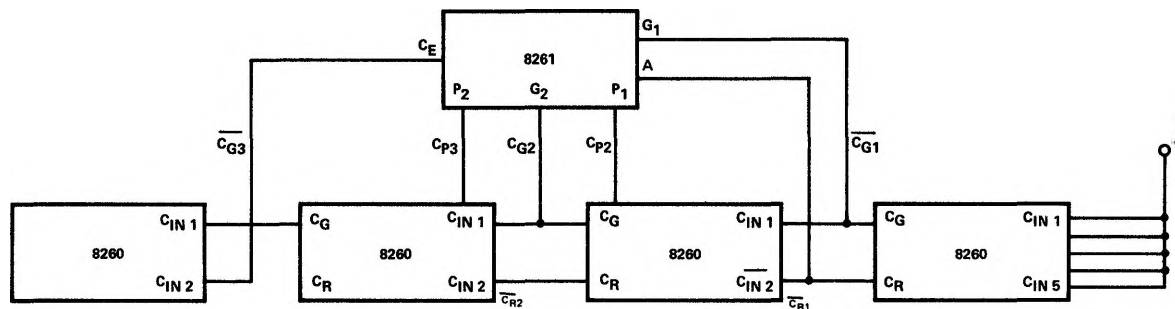 G1
CE
8261
A
P2 G2 P1
CG3 CP3 CG2 CP2 CG1
CIN 1 CG CIN 1 CG CIN 1 CG CIN 1
8260 8260 8260 8260
CIN 2 CR CIN 2 CR CIN 2 CR CIN 5
CR2 CR1